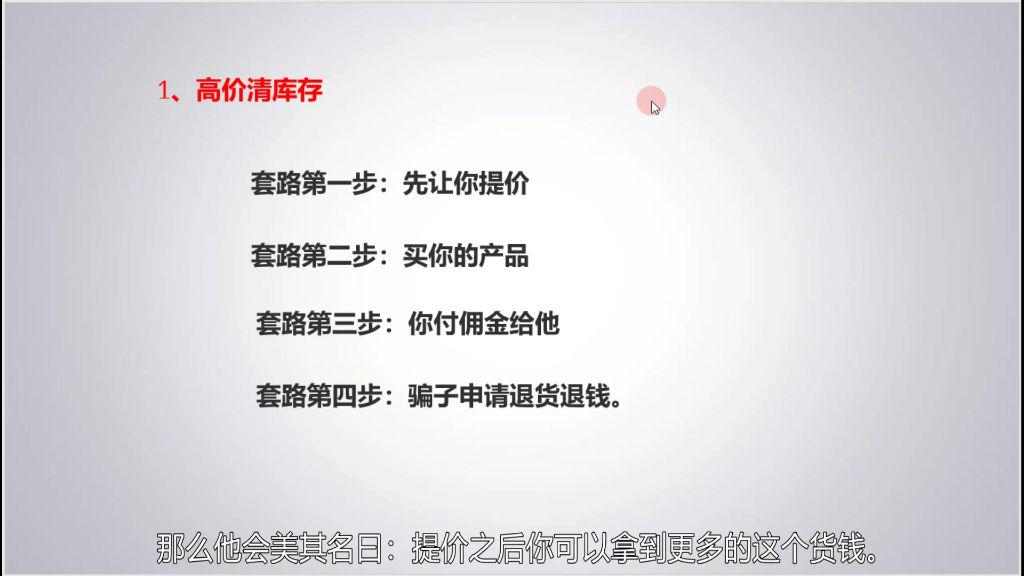 1、高价清库存
套路第一步：先让你提价
套路第二步：买你的产品
套路第三步：你付佣金给他
套路第四步：骗子申请退货退钱。
那么他会美其名曰：提价之后你可以拿到更多的这个货钱。